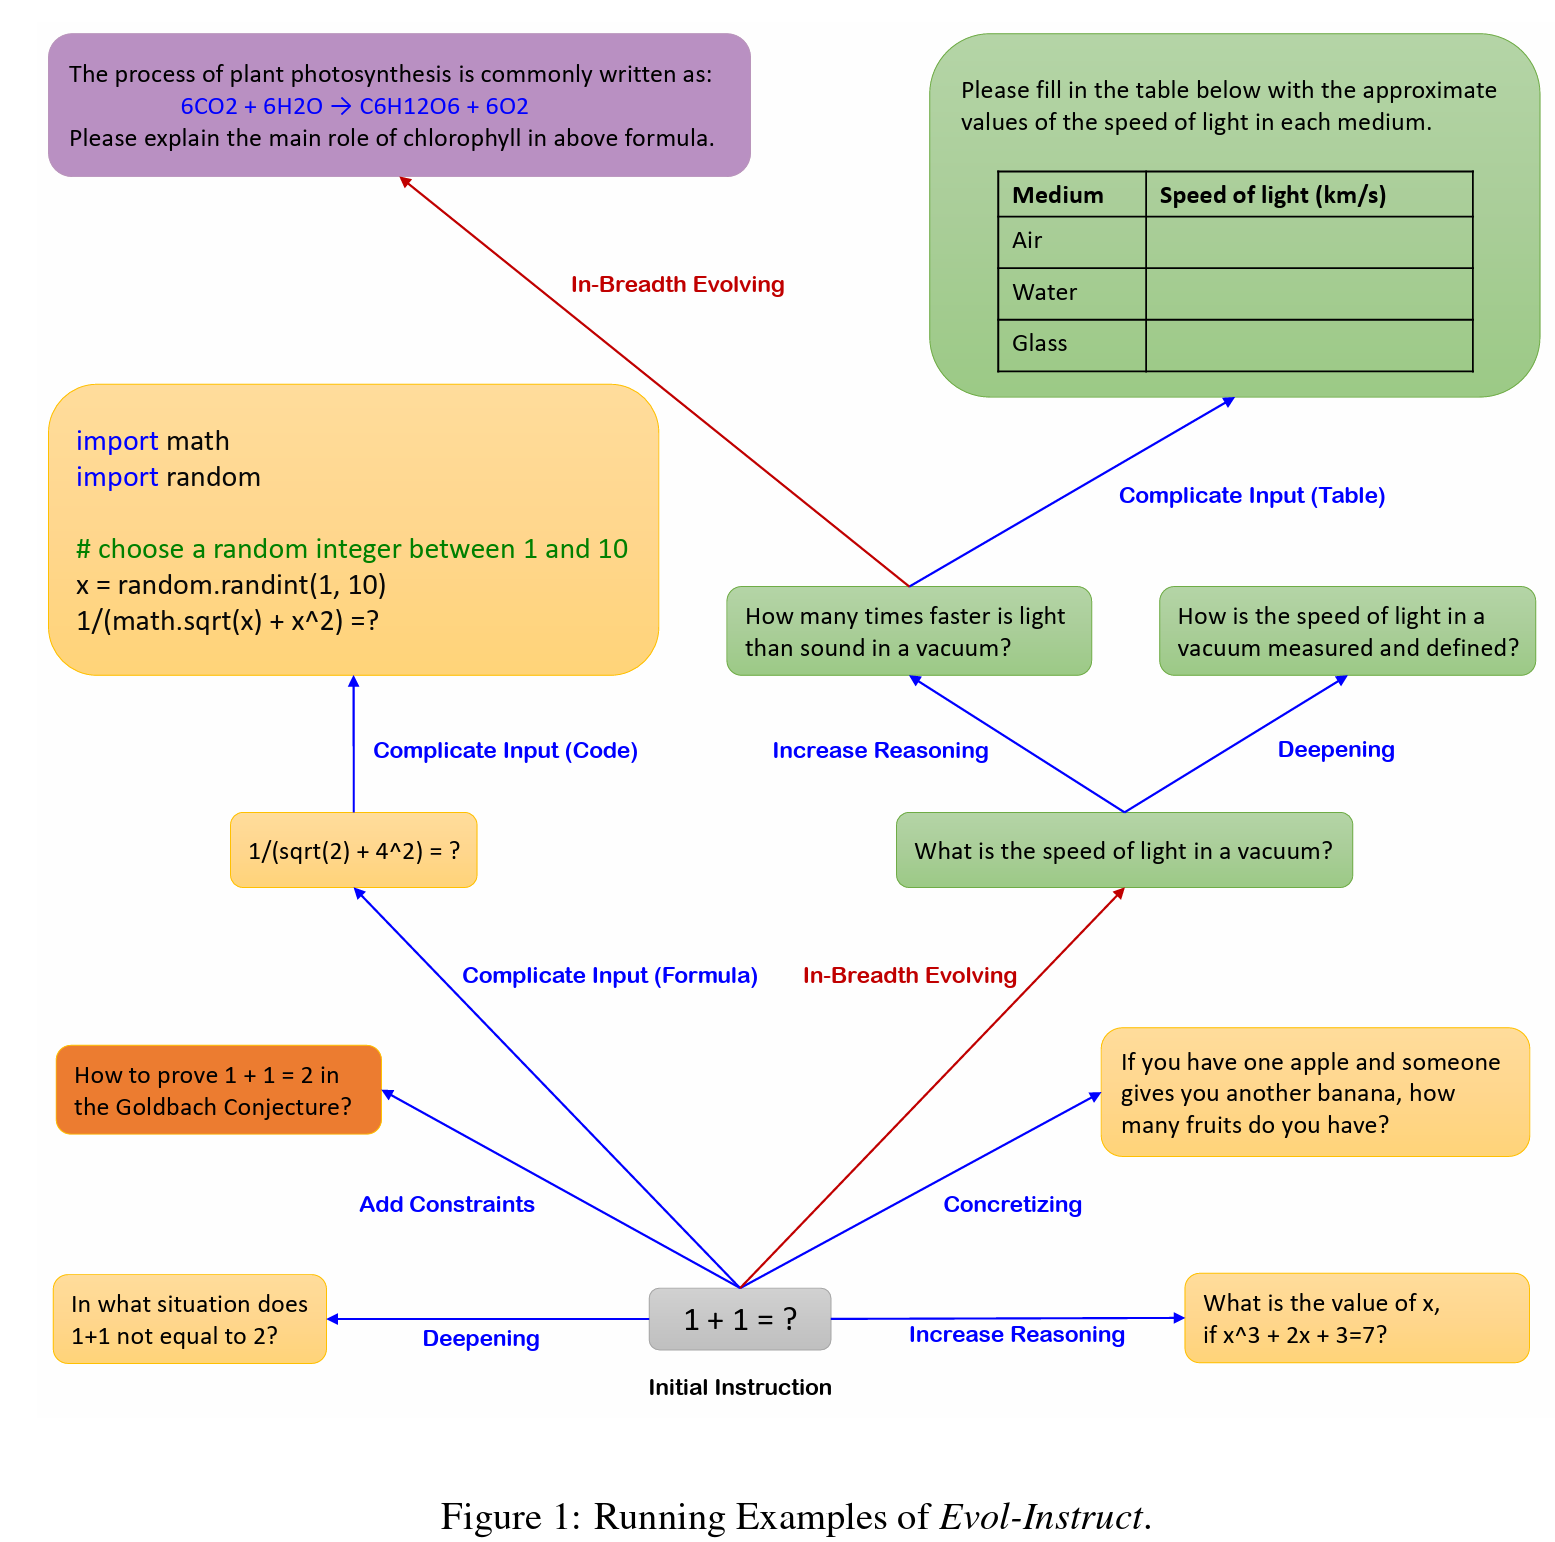 The process of plant photosynthesis is commonly written as:
6CO2 + 6H2O → C6H12O6 + 6O2
Please explain the main role of chlorophyll in above formula.
Please fill in the table below with the approximate
values of the speed of light in each medium.
Medium Speed of light (km/s)
Air
Water
Glass
In-Breadth Evolving
Complicate Input (Table)
import math
import random
# choose a random integer between 1 and 10
x = random.randint(1, 10)
1/(math.sqrt(x) + x^2) =?
How many times faster is light
than sound in a vacuum?
How is the speed of light in a
vacuum measured and defined?
Complicate Input (Code)
Increase Reasoning
Deepening
1/(sqrt(2) + 4^2) = ?
What is the speed of light in a vacuum?
Complicate Input (Formula)
In-Breadth Evolving
How to prove 1 + 1 = 2 in
the Goldbach Conjecture?
If you have one apple and someone
gives you another banana, how
many fruits do you have?
Add Constraints
Concretizing
In what situation does
1+1 not equal to 2?
Deepening
1 + 1 = ?
Increase Reasoning
What is the value of x,
if x^3 + 2x + 3=7?
Initial Instruction
Figure 1: Running Examples of Evol-Instruct.